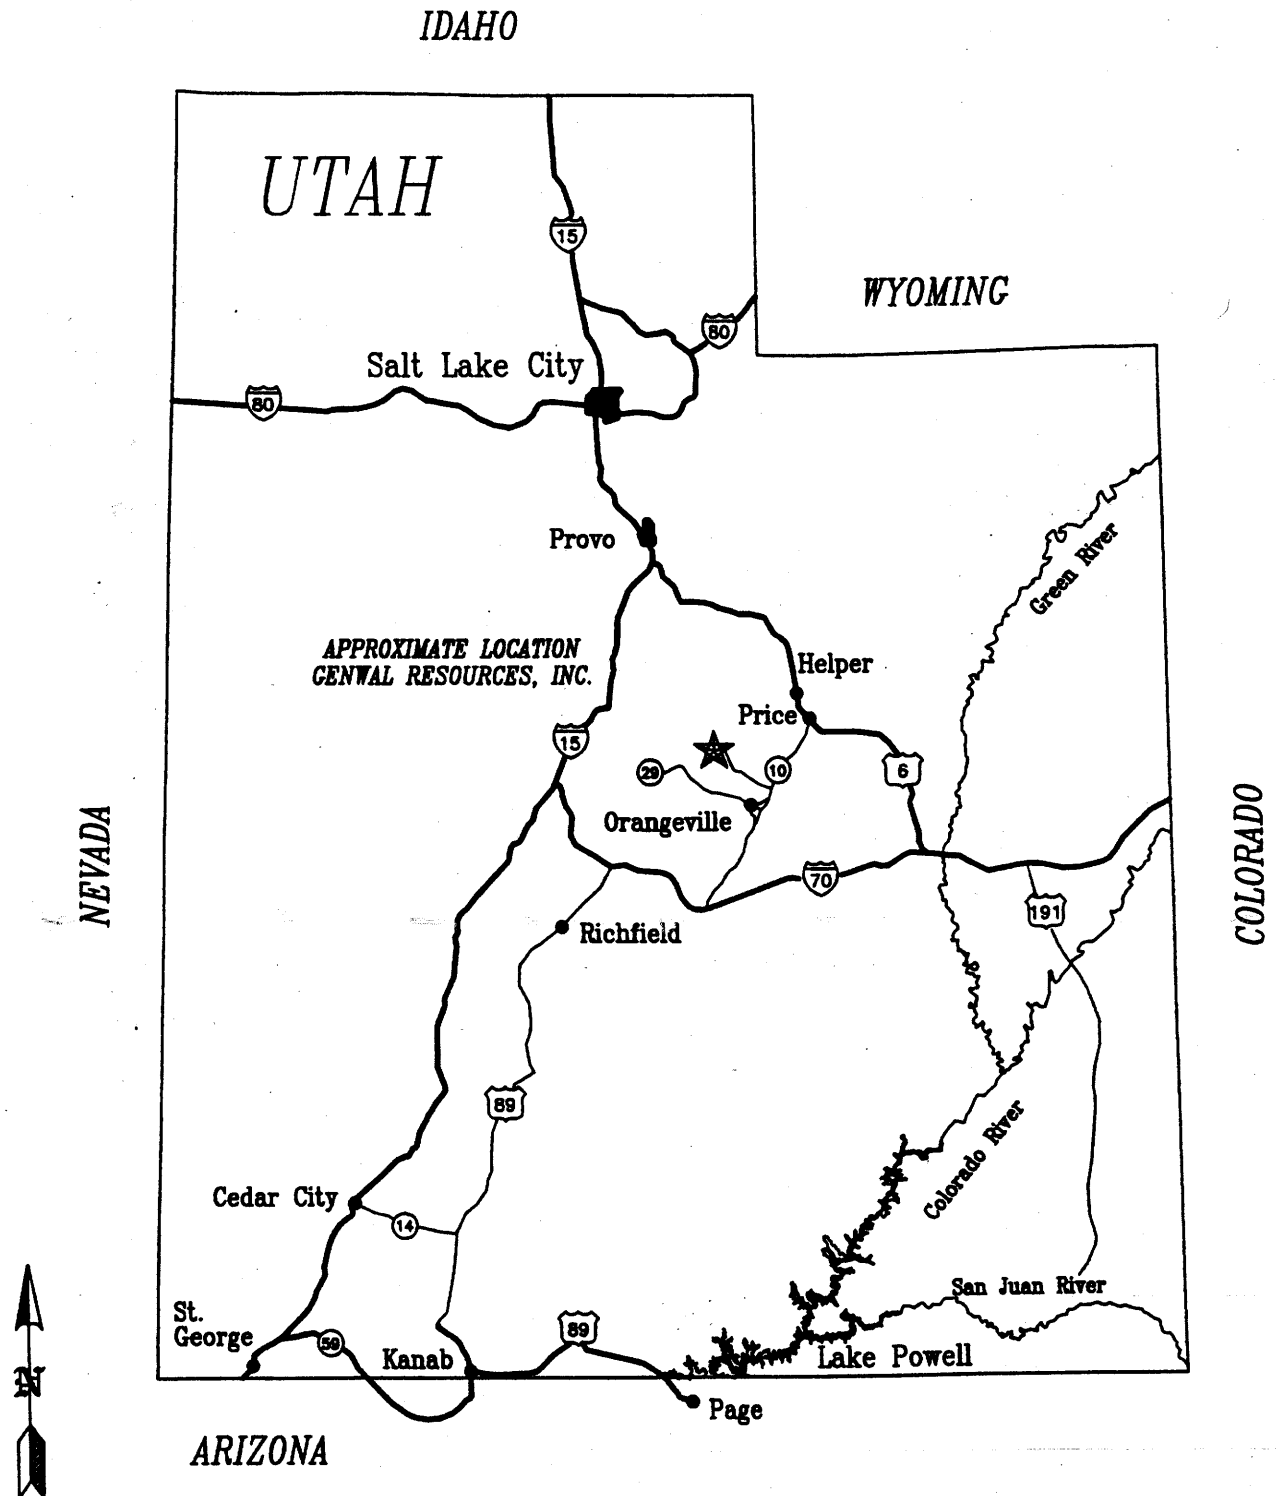 IDAHO
UTAH
15
WYOMING
80
Salt Lake City
80
Green River
Provo
APPROXIMATE LOCATION
GENWAL RESOURCES, INC.
Helper
Price
15
29
10
6
Orangeville
NEVADA
COLORADO
70
191
Richfield
89
Colorado River
Cedar City
14
San Juan River
St.
George
59
89
Kanab
Lake Powell
N
Page
ARIZONA